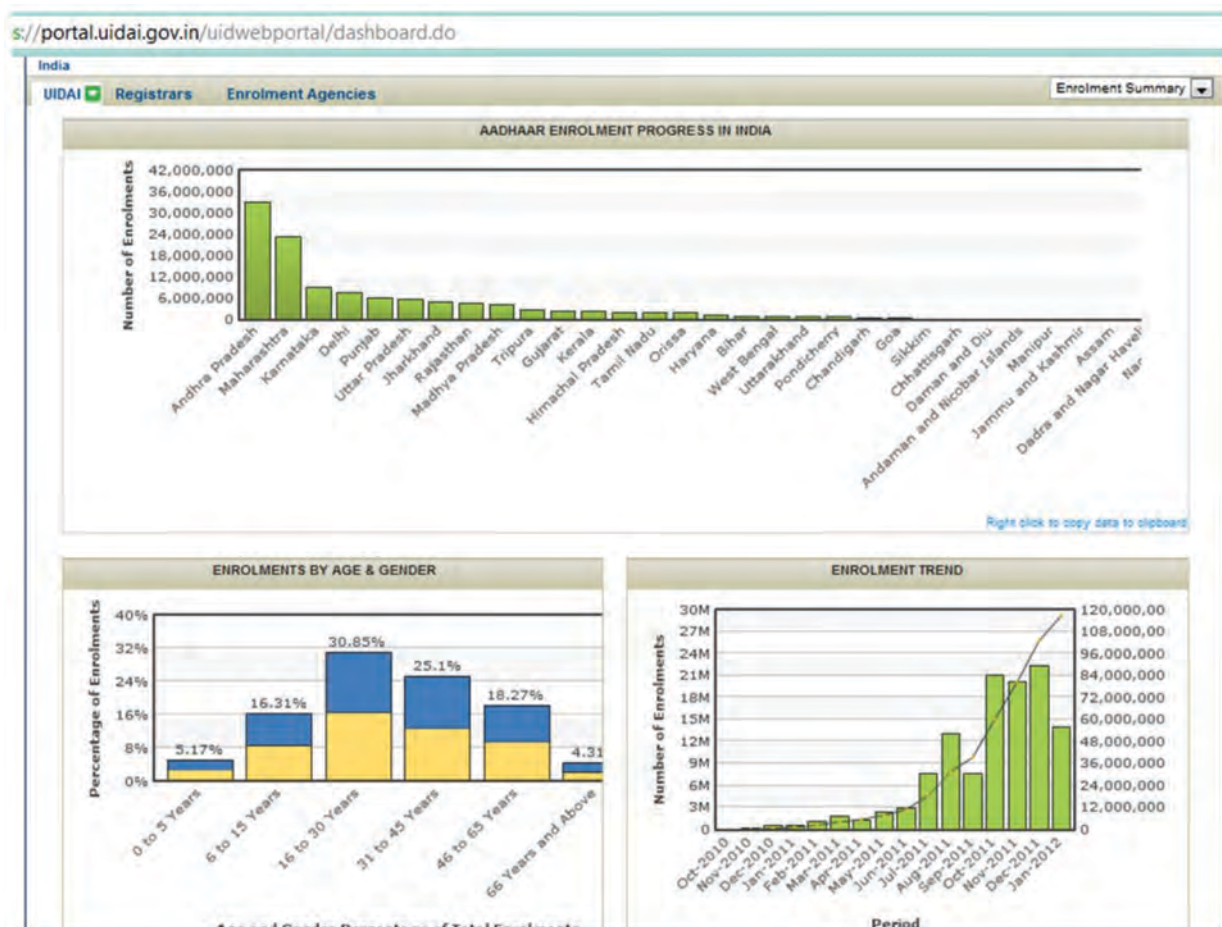 s://portal.uidai.gov.in/uidwebportal/dashboard.do
India
UIDAI Registrars Enrolment Agencies
Enrolment Summary
AADHAAR ENROLMENT PROGRESS IN INDIA
Number of Enrolments
42,000,000
36,000,000
30,000,000
24,000,000
18,000,000
12,000,000
6,000,000
0
Andhra Pradesh
Maharashtra
Karnataka
Delhi
Punjab
Uttar Pradesh
Jharkhand
Rajasthan
Madhya Pradesh
Tripura
Gujarat
Kerala
Himachal Pradesh
Tamil Nadu
Orissa
Haryana
Bihar
West Bengal
Uttarakhand
Pondicherry
Chandigarh
Goa
Sikkim
Chhattisgarh
Daman and Diu
Andaman and Nicobar Islands
Manipur
Jammu and Kashmir
Assam
Dadra and Nagar Havel
Nar
Right click to copy data to clipboard
ENROLMENTS BY AGE & GENDER
Percentage of Enrolments
40%
32%
24%
16%
8%
0%
5.17%
16.31%
30.85%
25.1%
18.27%
4.31
0 to 5 Years
6 to 15 Years
16 to 30 Years
31 to 45 Years
46 to 65 Years
66 Years and Above
of Total Enrolments
ENROLMENT TREND
Number of Enrolments
30M
27M
24M
21M
18M
15M
12M
9M
6M
3M
0
120,000,00
108,000,00
96,000,000
84,000,000
72,000,000
60,000,000
48,000,000
36,000,000
24,000,000
12,000,000
0
Oct-2010
Nov-2010
Dec-2010
Jan-2011
Feb-2011
Mar-2011
Apr-2011
May-2011
Jun-2011
Jul-2011
Aug-2011
Sep-2011
Oct-2011
Nov-2011
Dec-2011
Jan-2012
Period